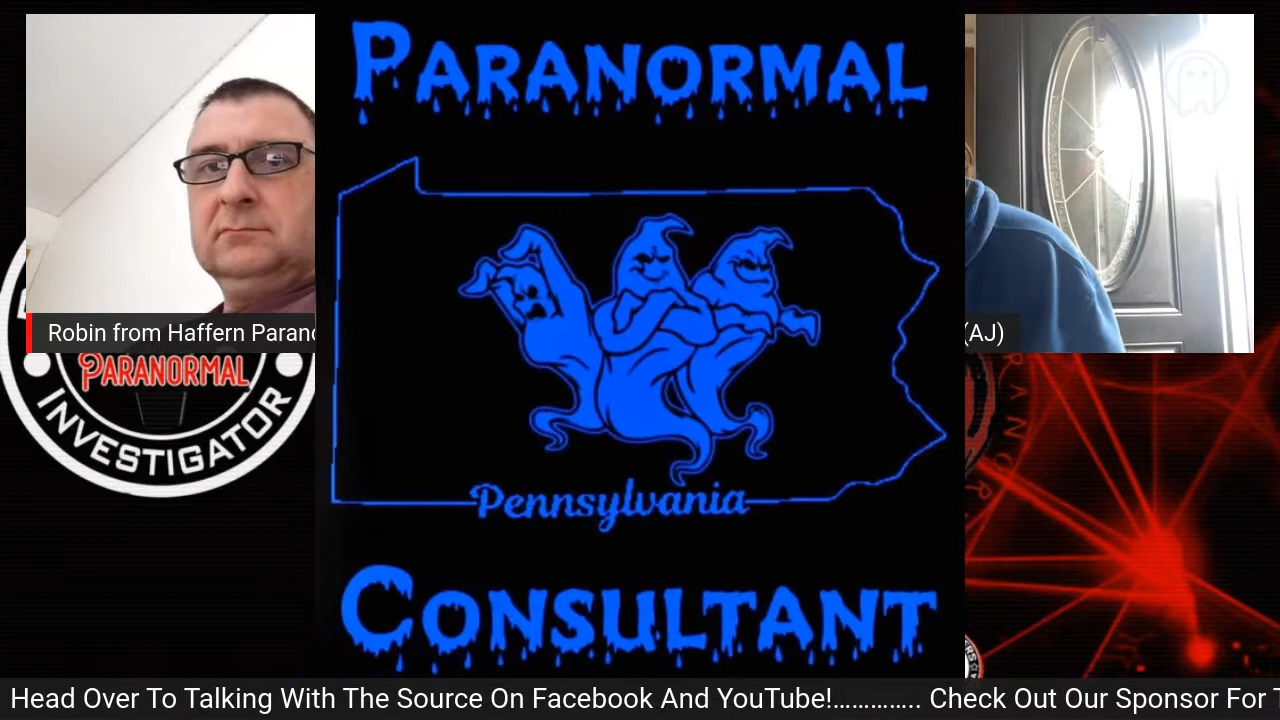 PARANORMAL
Robin from Haffern Parano
(AJ)
PARANORMAL
INVESTIGATOR
Pennsylvania
CONSULTANT
Head Over To Talking With The Source On Facebook And YouTube!………….. Check Out Our Sponsor For